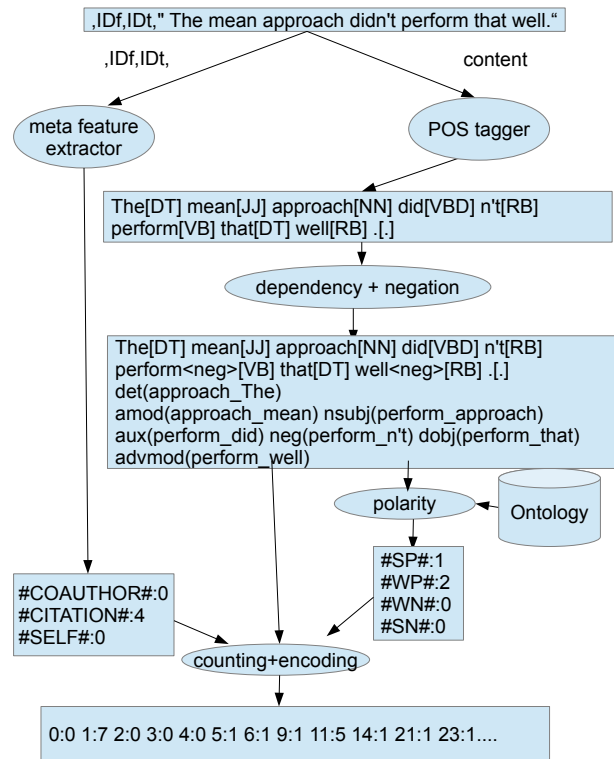 ,IDf,IDt," The mean approach didn't perform that well.“
,IDf,IDt,
content
meta feature
extractor
POS tagger
The[DT] mean[JJ] approach[NN] did[VBD] n't[RB]
perform[VB] that[DT] well[RB] .[.]
dependency + negation
The[DT] mean[JJ] approach[NN] did[VBD] n't[RB]
perform<neg>[VB] that[DT] well<neg>[RB] .[.]
det(approach_The)
amod(approach_mean) nsubj(perform_approach)
aux(perform_did) neg(perform_n't) dobj(perform_that)
advmod(perform_well)
polarity
Ontology
#SP#:1
#WP#:2
#WN#:0
#SN#:0
#COAUTHOR#:0
#CITATION#:4
#SELF#:0
counting+encoding
0:0 1:7 2:0 3:0 4:0 5:1 6:1 9:1 11:5 14:1 21:1 23:1....